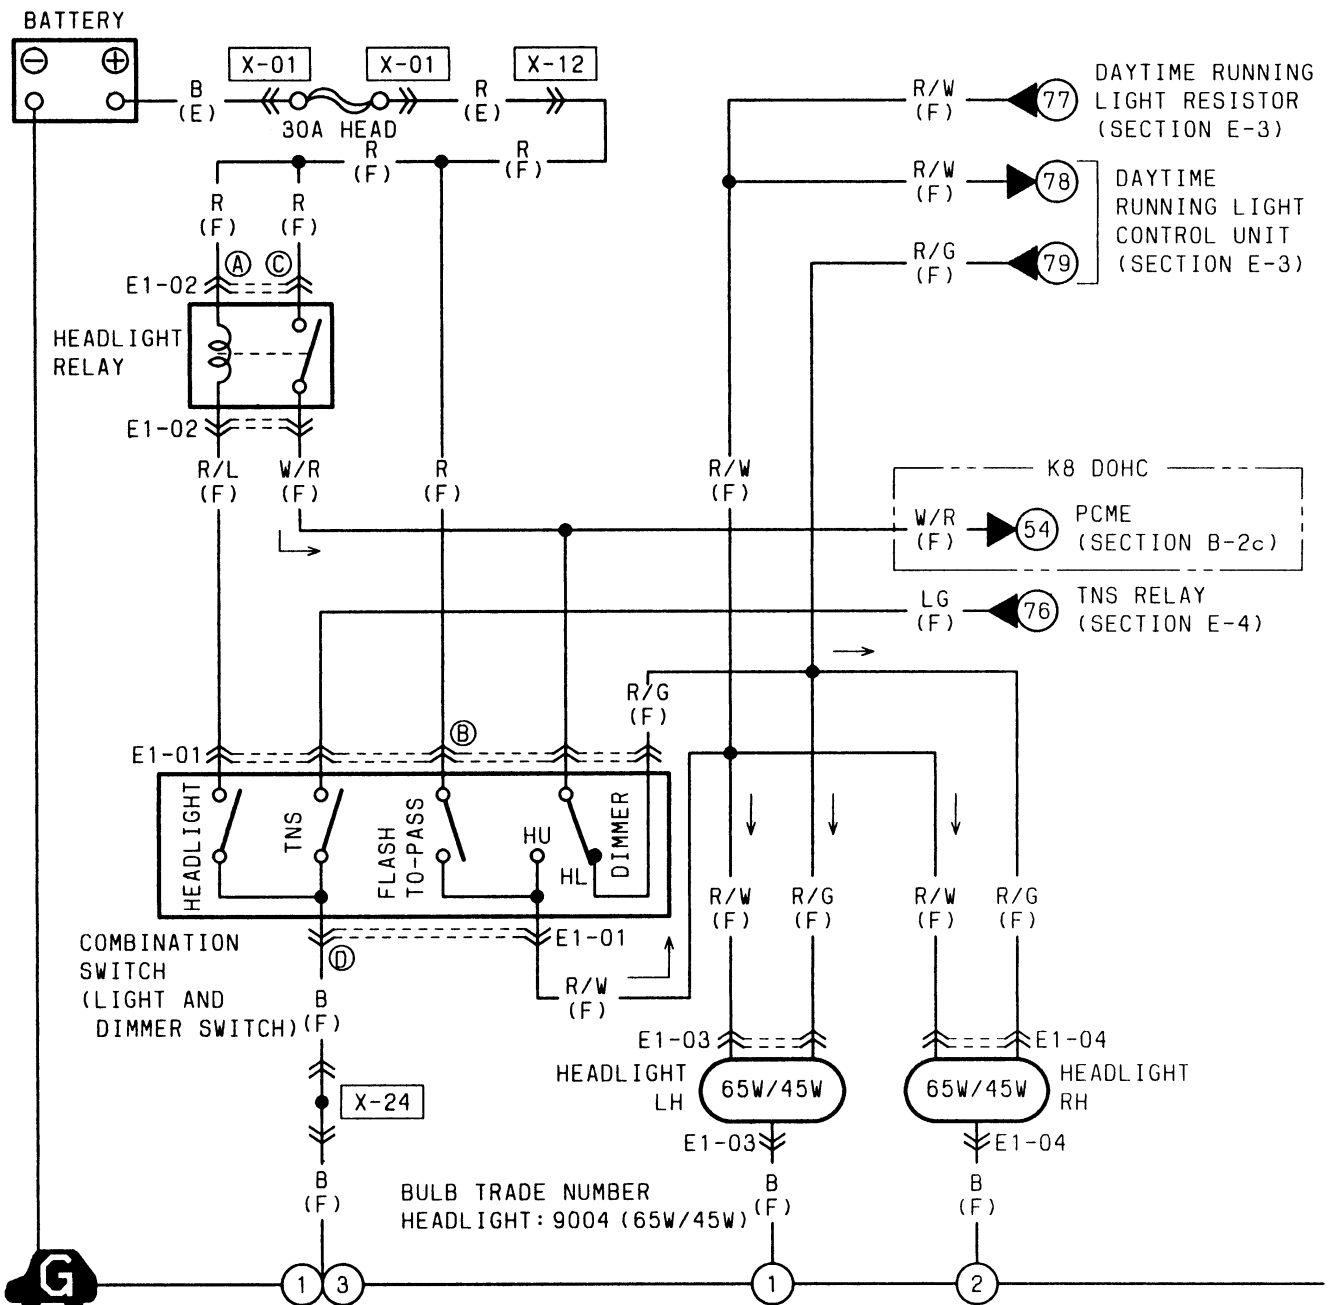 BATTERY
⊖ ⊕
X-01 X-01 X-12
B (E)
R (E)
30A HEAD
R (F)
R (F)
R (F)
R (F)
A C
E1-02
HEADLIGHT
RELAY
E1-02
R/L (F)
W/R (F)
R (F)
R/W (F)
R/W (F)
77
DAYTIME RUNNING
LIGHT RESISTOR
(SECTION E-3)
R/W (F)
78
R/G (F)
79
DAYTIME
RUNNING LIGHT
CONTROL UNIT
(SECTION E-3)
K8 DOHC
W/R (F)
54
PCME
(SECTION B-2c)
LG (F)
76
TNS RELAY
(SECTION E-4)
R/G (F)
B
E1-01
HEADLIGHT
TNS
FLASH
TO-PASS
HU
HL
DIMMER
E1-01
D
COMBINATION
SWITCH
(LIGHT AND
DIMMER SWITCH)
B (F)
R/W (F)
R/W (F)
R/G (F)
R/W (F)
R/G (F)
X-24
E1-03
E1-04
HEADLIGHT
LH
65W/45W
65W/45W
HEADLIGHT
RH
E1-03
E1-04
B (F)
B (F)
B (F)
BULB TRADE NUMBER
HEADLIGHT:9004(65W/45W)
G
1 3 1 2